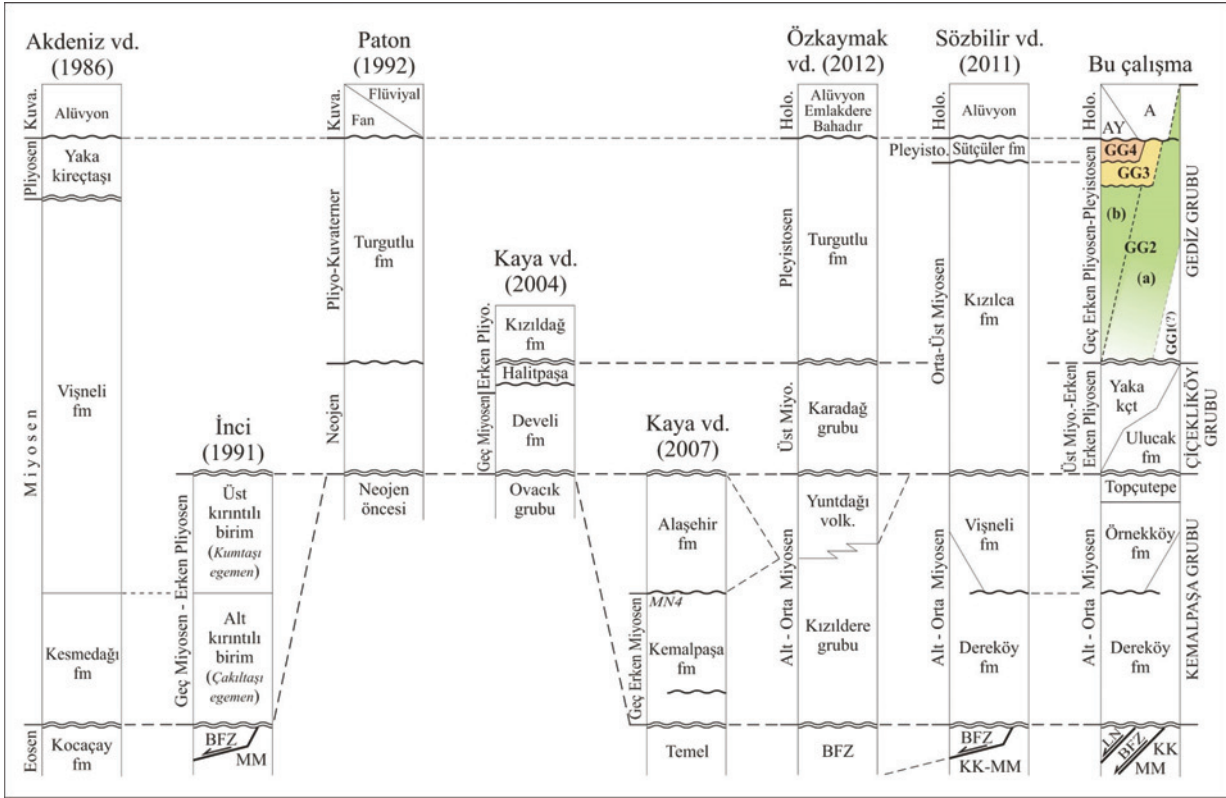 Akdeniz vd.
(1986)
Kuva.
Alüvyon
Pliyosen
Yaka
kireçtaşı
Miyosen
Vişneli
fm
Kesmedağı
fm
Eosen
Kocaçay
fm
İnci
(1991)
Geç Miyosen - Erken Pliyosen
Üst
kırıntılı
birim
(Kumtaşı
egemen)
Alt
kırıntılı
birim
(Çakıltaşı
egemen)
BFZ
MM
Paton
(1992)
Kuva.
Flüviyal
Fan
Pliyo-Kuvaterner
Turgutlu
fm
Neojen
Neojen
öncesi
Kaya vd.
(2004)
Erken Pliyo.
Kızıldağ
fm
Halitpaşa
Geç Miyosen
Develi
fm
Ovacık
grubu
Kaya vd.
(2007)
Alaşehir
fm
MN4
Geç Erken Miyosen
Kemalpaşa
fm
Temel
Özkaymak
vd. (2012)
Holo.
Alüvyon
Emlakdere
Bahadır
Pleyistosen
Turgutlu
fm
Üst Miyo.
Karadağ
grubu
Alt - Orta Miyosen
Yuntdağı
volk.
Kızıldere
grubu
BFZ
Sözbilir vd.
(2011)
Holo.
Alüvyon
Pleyisto.
Sütçüler fm
Orta-Üst Miyosen
Kızılca
fm
Alt - Orta Miyosen
Vişneli
fm
Dereköy
fm
BFZ
KK-MM
Bu çalışma
Holo.
A
AY
Geç Erken Pliyosen-Pleyistosen
GG4
GG3
(b)
GG2
(a)
GG1(?)
GEDİZ GRUBU
Üst Miyo.-Erken
Erken Pliyosen
Yaka
kçt
Ulucak
fm
ÇİÇEKLİKÖY
GRUBU
Topçutepe
Alt - Orta Miyosen
Örnekköy
fm
Dereköy
fm
KEMALPAŞA GRUBU
LN
BFZ
KK
MM